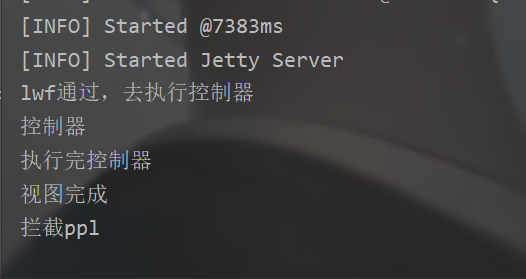 [INFO] Started @7383ms
[INFO] Started Jetty Server
lwf通过，去执行控制器
控制器
执行完控制器
视图完成
拦截ppl